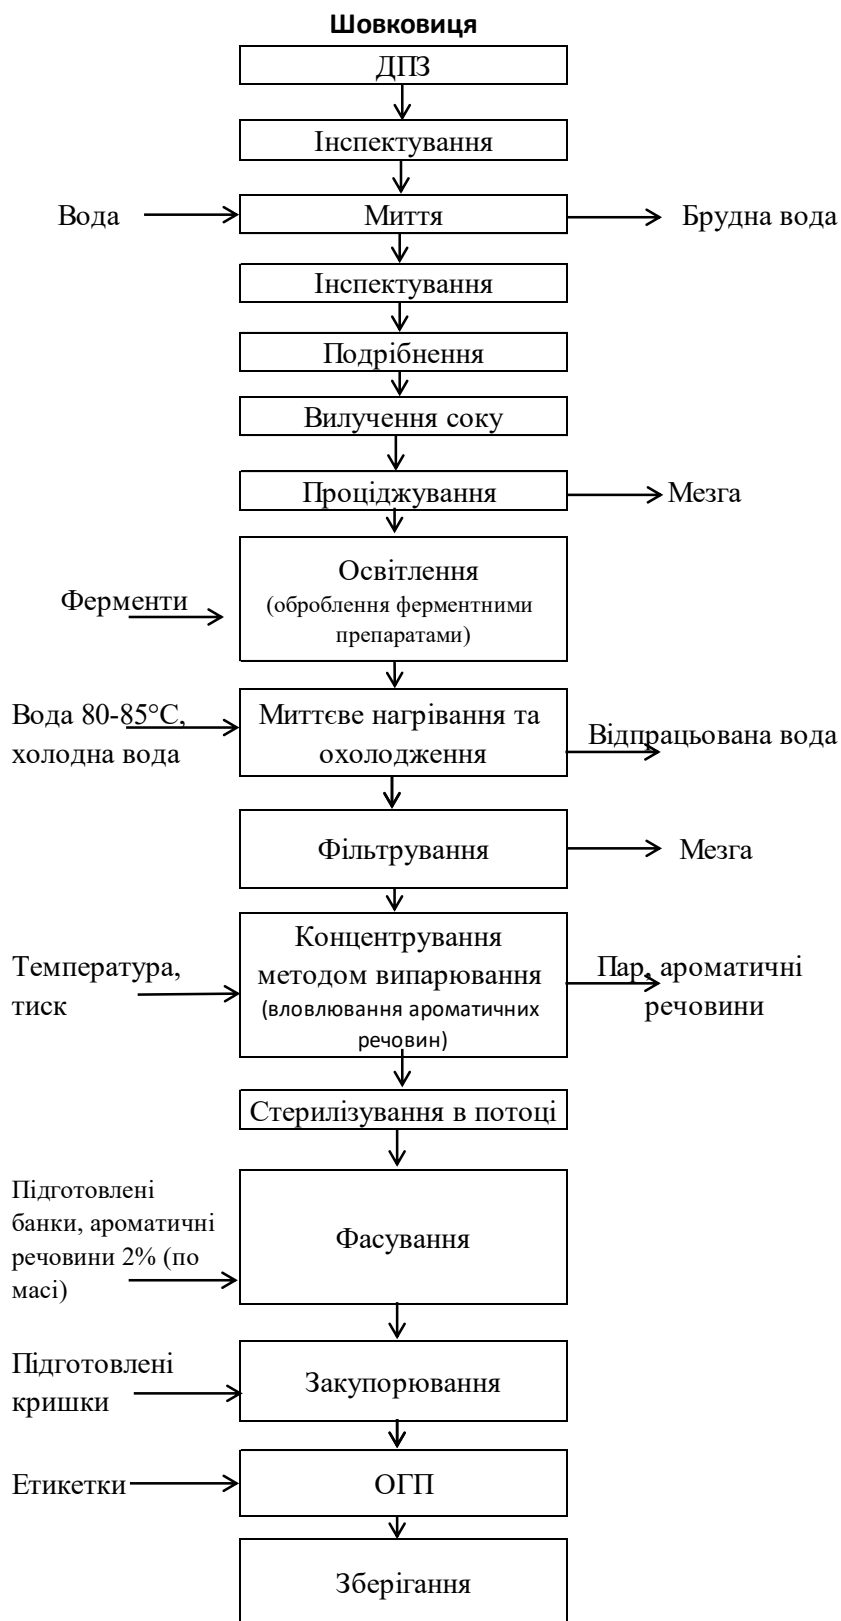 Шовковиця
ДПЗ
Інспектування
Вода
Миття
Брудна вода
Інспектування
Подрібнення
Вилучення соку
Проціджування
Мезга
Ферменти
Освітлення
(оброблення ферментними
препаратами)
Вода 80-85°С,
холодна вода
Миттєве нагрівання та
охолодження
Відпрацьована вода
Фільтрування
Мезга
Температура,
тиск
Концентрування
методом випарювання
(вловлювання ароматичних
речовин)
Пар, ароматичні
речовини
Стерилізування в потоці
Підготовлені
банки, ароматичні
речовини 2% (по
масі)
Фасування
Підготовлені
кришки
Закупорювання
Етикетки
ОГП
Зберігання